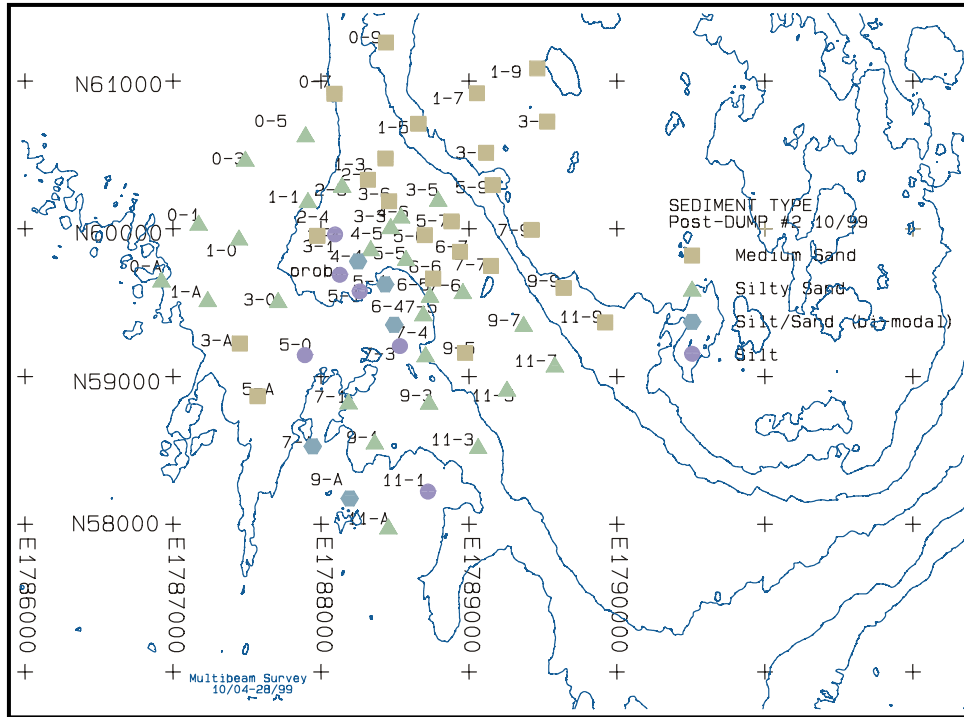 0-9
1-9
N61000
1-7
0-5
1-5
3-
0-3
1-3
3-
2-
1-1
3-6
3-5
5-9
SEDIMENT TYPE
0-1
2-4
3-3
5-7
7-9
Post-DUMP #2 10/99
N60000
1-0
3-1
4-5
6-7
Medium Sand
0-A
prob
5-5
6-6
7-7
9-9
Silty Sand
1-A
3-0
6-4
9-7
11-9
Silt/Sand (bi-modal)
3-A
5-0
7-4
7-3
9-5
Silt
N59000
5-A
7-1
9-3
11-7
9-1
11-3
7-
9-A
11-1
N58000
11-A
E1786000
E1787000
E1788000
E1789000
E1790000
Multibeam Survey
10/04-28/99